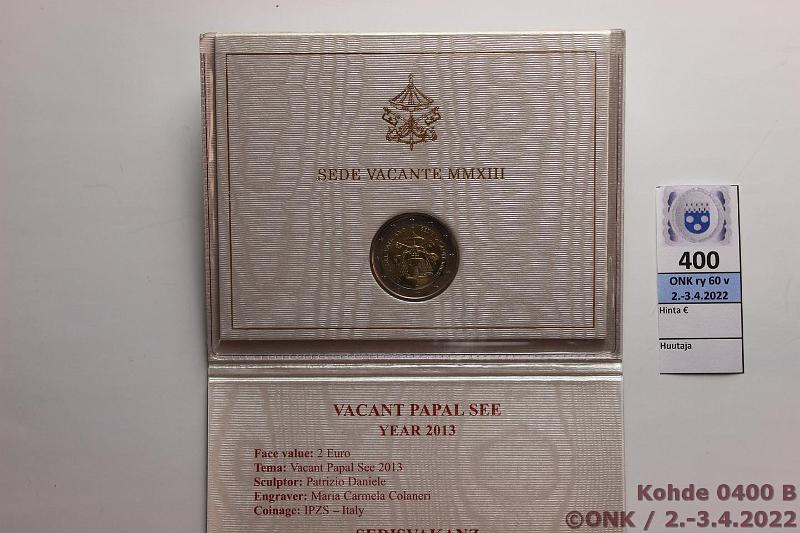 SEDE VACANTE MMXIII
400
ONK ry 60 v
2.-3.4.2022
Hinta €
Huutaja
VACANT PAPAL SEE
YEAR 2013
Face value: 2 Euro
Tema: Vacant Papal See 2013
Sculptor: Patrizio Daniele
Engraver: Maria Carmela Colaneri
Coinage: IPZS – Italy
SEDISVAKANZ
Kohde 0400 B
©ONK / 2.-3.4.2022